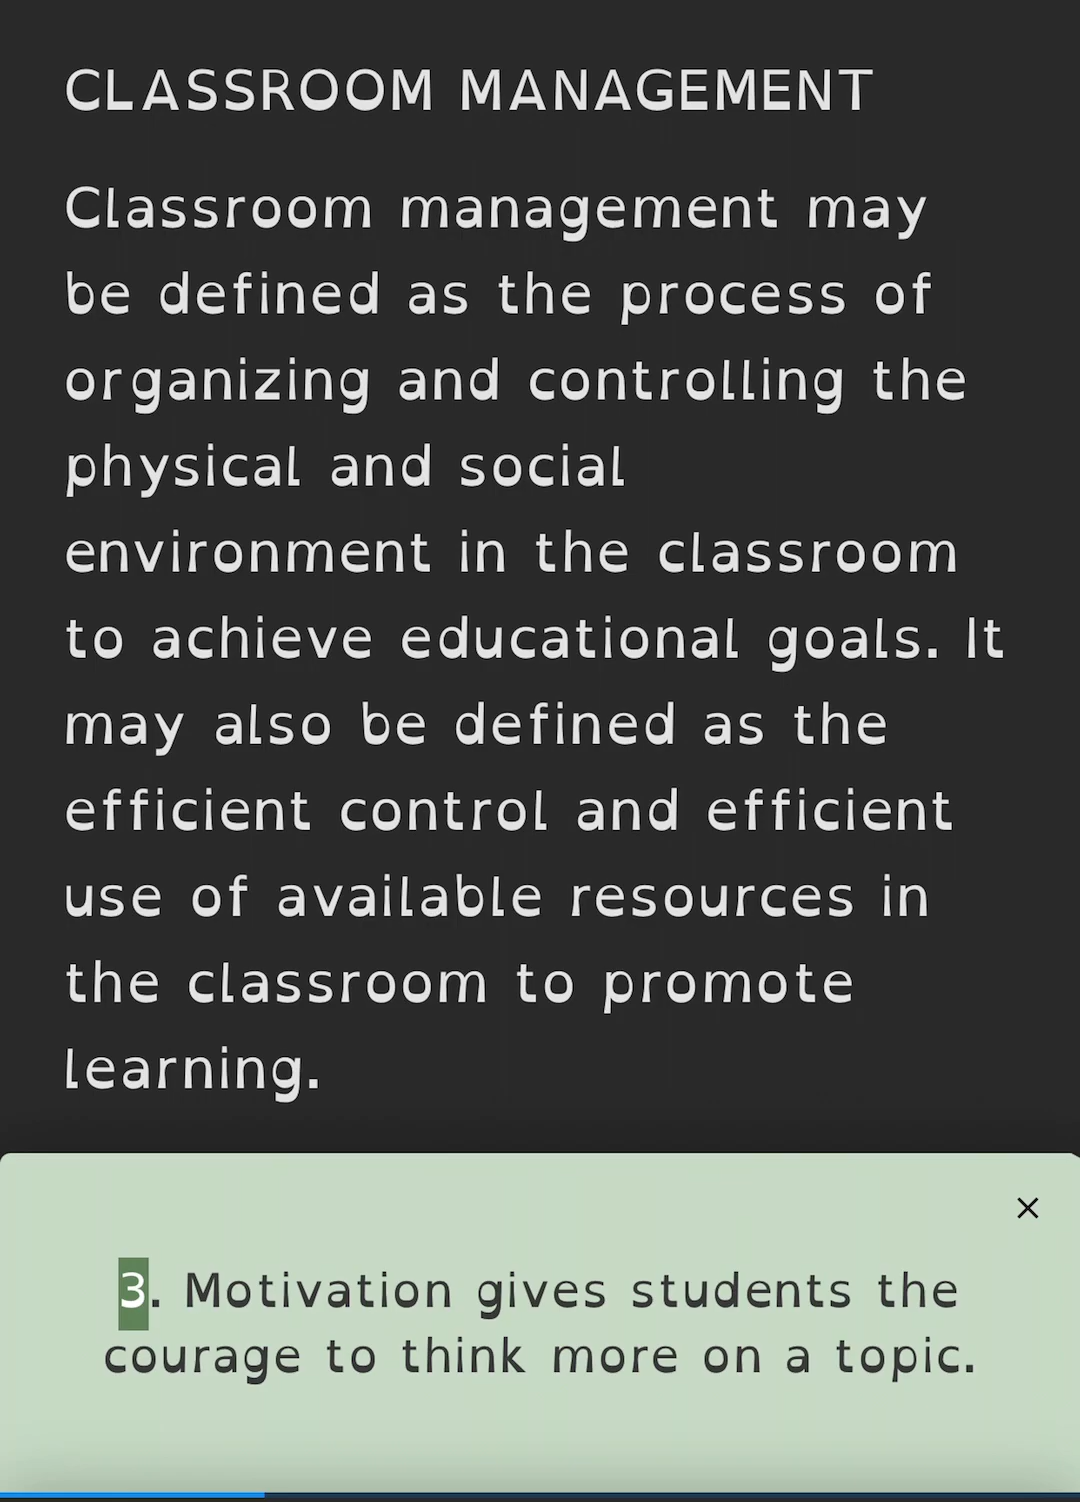 CLASSROOM MANAGEMENT
Classroom management may
be defined as the process of
organizing and controlling the
physical and social
environment in the classroom
to achieve educational goals. It
may also be defined as the
efficient control and efficient
use of available resources in
the classroom to promote
learning.
3. Motivation gives students the
courage to think more on a topic.